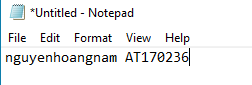 *Untitled - Notepad
File Edit Format View Help
nguyenhoangnam AT170236